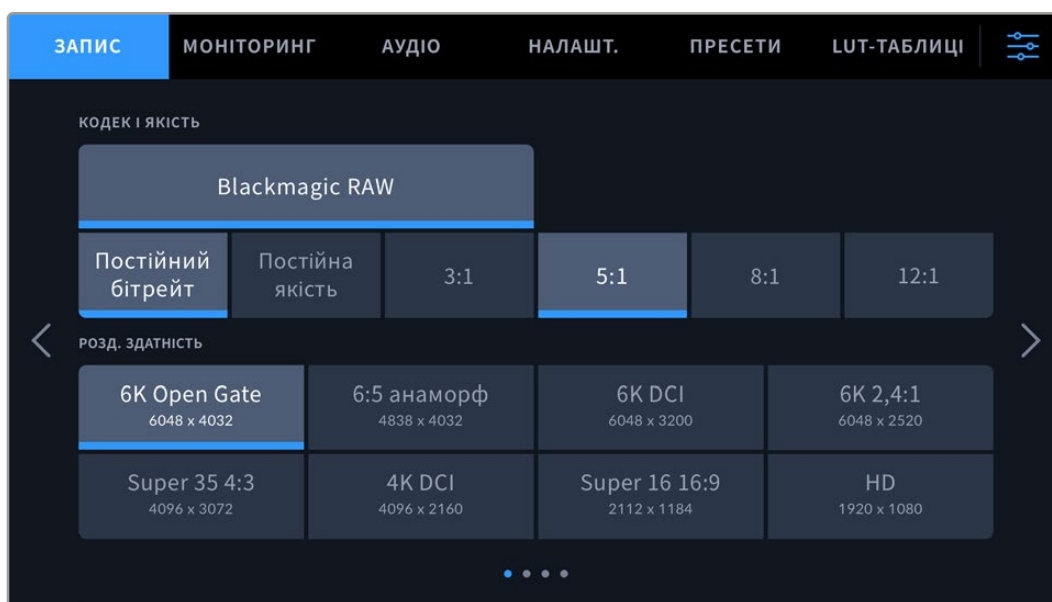 ЗАПИС МОНІТОРИНГ АУДІО НАЛАШТ. ПРЕСЕТИ LUT-ТАБЛИЦІ
КОДЕК І ЯКІСТЬ
Blackmagic RAW
Постійний бітрейт Постійна якість 3:1 5:1 8:1 12:1
РОЗД. ЗДАТНІСТЬ
6K Open Gate 6:5 анаморф 6K DCI 6K 2,4:1
6048 x 4032 4838 x 4032 6048 x 3200 6048 x 2520
Super 35 4:3 4K DCI Super 16 16:9 HD
4096 x 3072 4096 x 2160 2112 x 1184 1920 x 1080